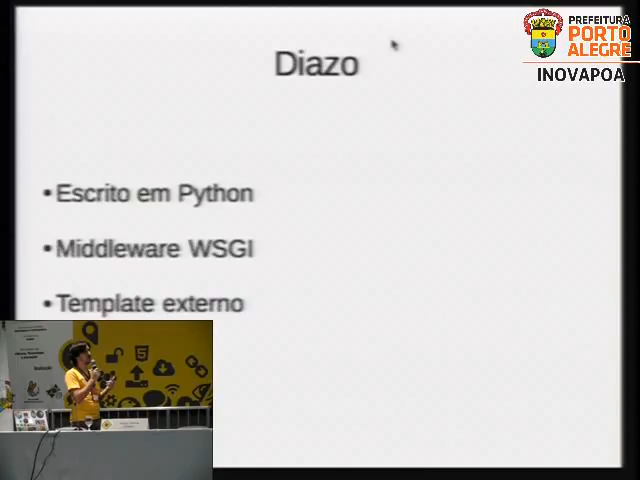 PREFEITURA
PORTO
ALEGRE
INOVAPOA
Diazo
• Escrito em Python
• Middleware WSGI
• Template externo